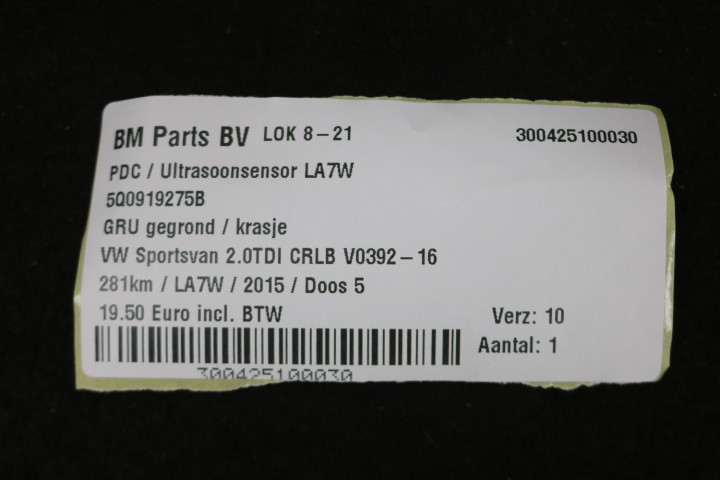 BM Parts BV LOK 8-21 300425100030
PDC / Ultrasoonsensor LA7W
5Q0919275B
GRU gegrond / krasje
VW Sportsvan 2.0TDI CRLB V0392-16
281km / LA7W / 2015 / Doos 5
19.50 Euro incl. BTW Verz: 10
Aantal: 1
300425100030